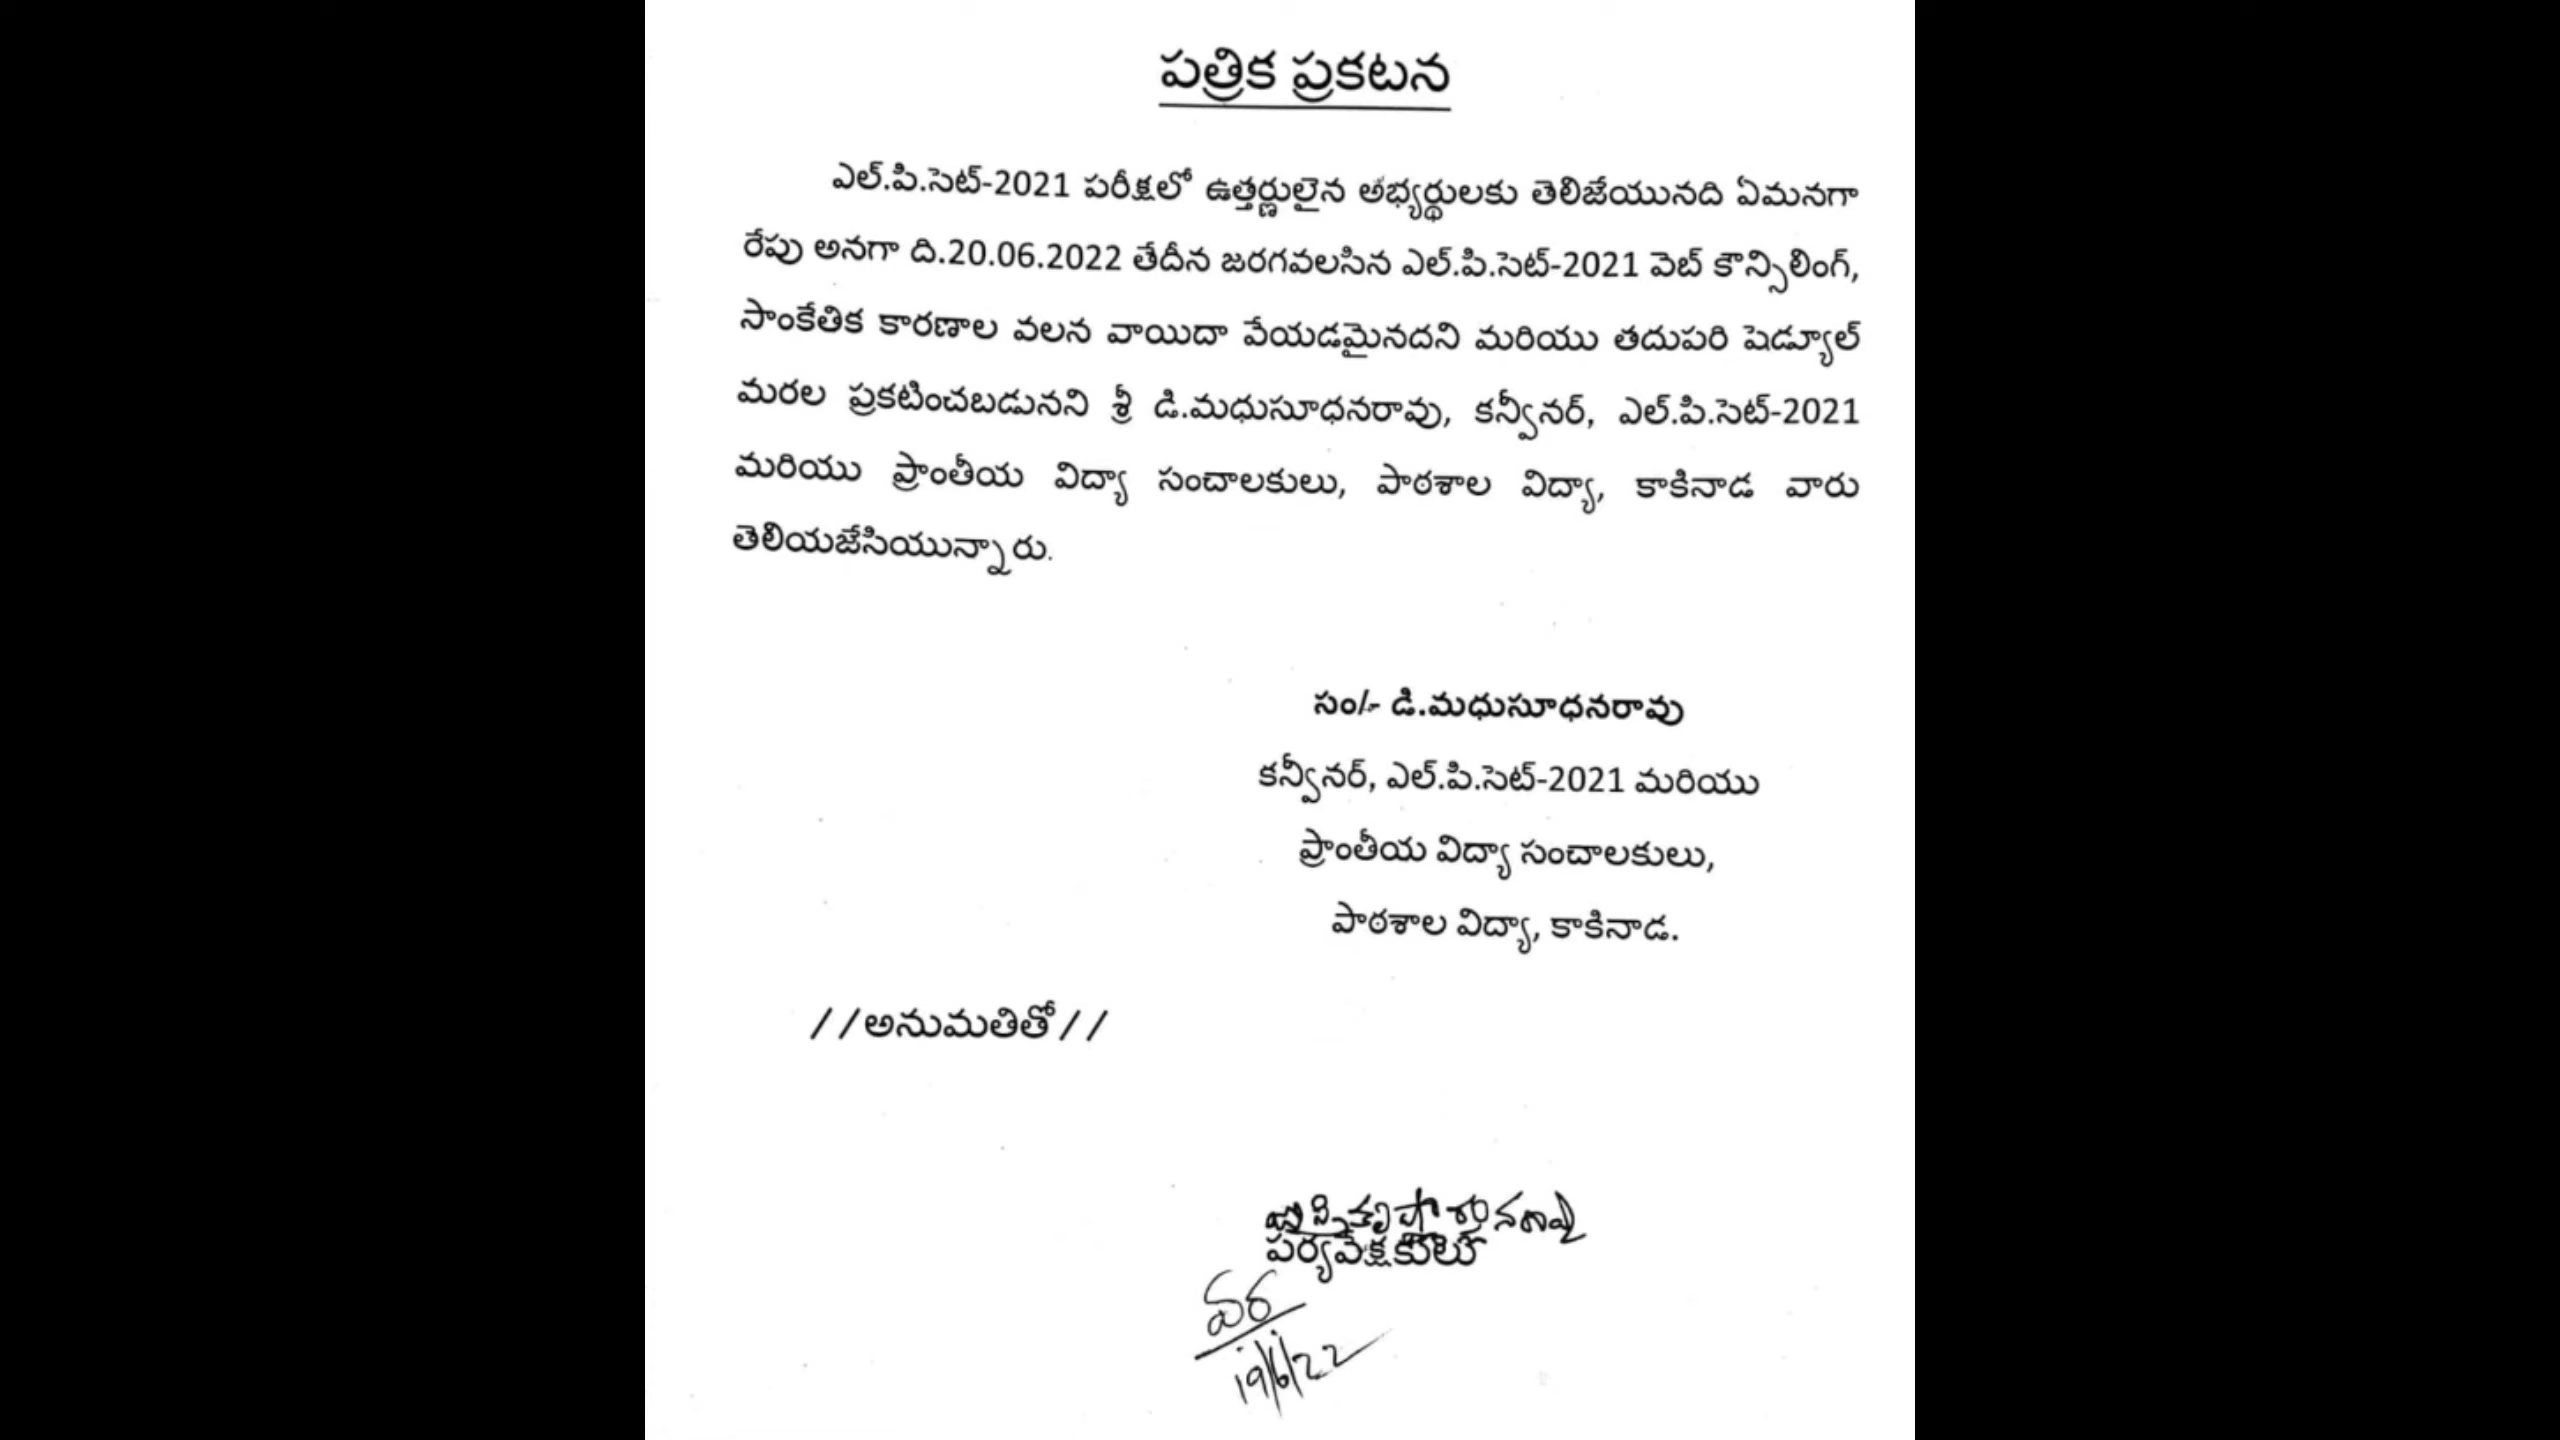 పత్రిక ప్రకటన
ఎల్.పి.సెట్-2021 పరీక్షలో ఉత్తర్ణులైన అభ్యర్థులకు తెలిజేయునది ఏమనగా
రేపు అనగా ది.20.06.2022 తేదీన జరగవలసిన ఎల్.పి.సెట్-2021 వెబ్ కౌన్సిలింగ్,
సాంకేతిక కారణాల వలన వాయిదా వేయడమైనదని మరియు తదుపరి షెడ్యూల్
మరల ప్రకటించబడునని శ్రీ డి.మధుసూధనరావు, కన్వీనర్, ఎల్.పి.సెట్-2021
మరియు ప్రాంతీయ విద్యా సంచాలకులు, పాఠశాల విద్యా, కాకినాడ వారు
తెలియజేసియున్నారు.
సం/- డి.మధుసూధనరావు
కన్వీనర్, ఎల్.పి.సెట్-2021 మరియు
ప్రాంతీయ విద్యా సంచాలకులు,
పాఠశాల విద్యా, కాకినాడ.
//అనుమతితో//
పర్యవేక్షకులు
19/6/22